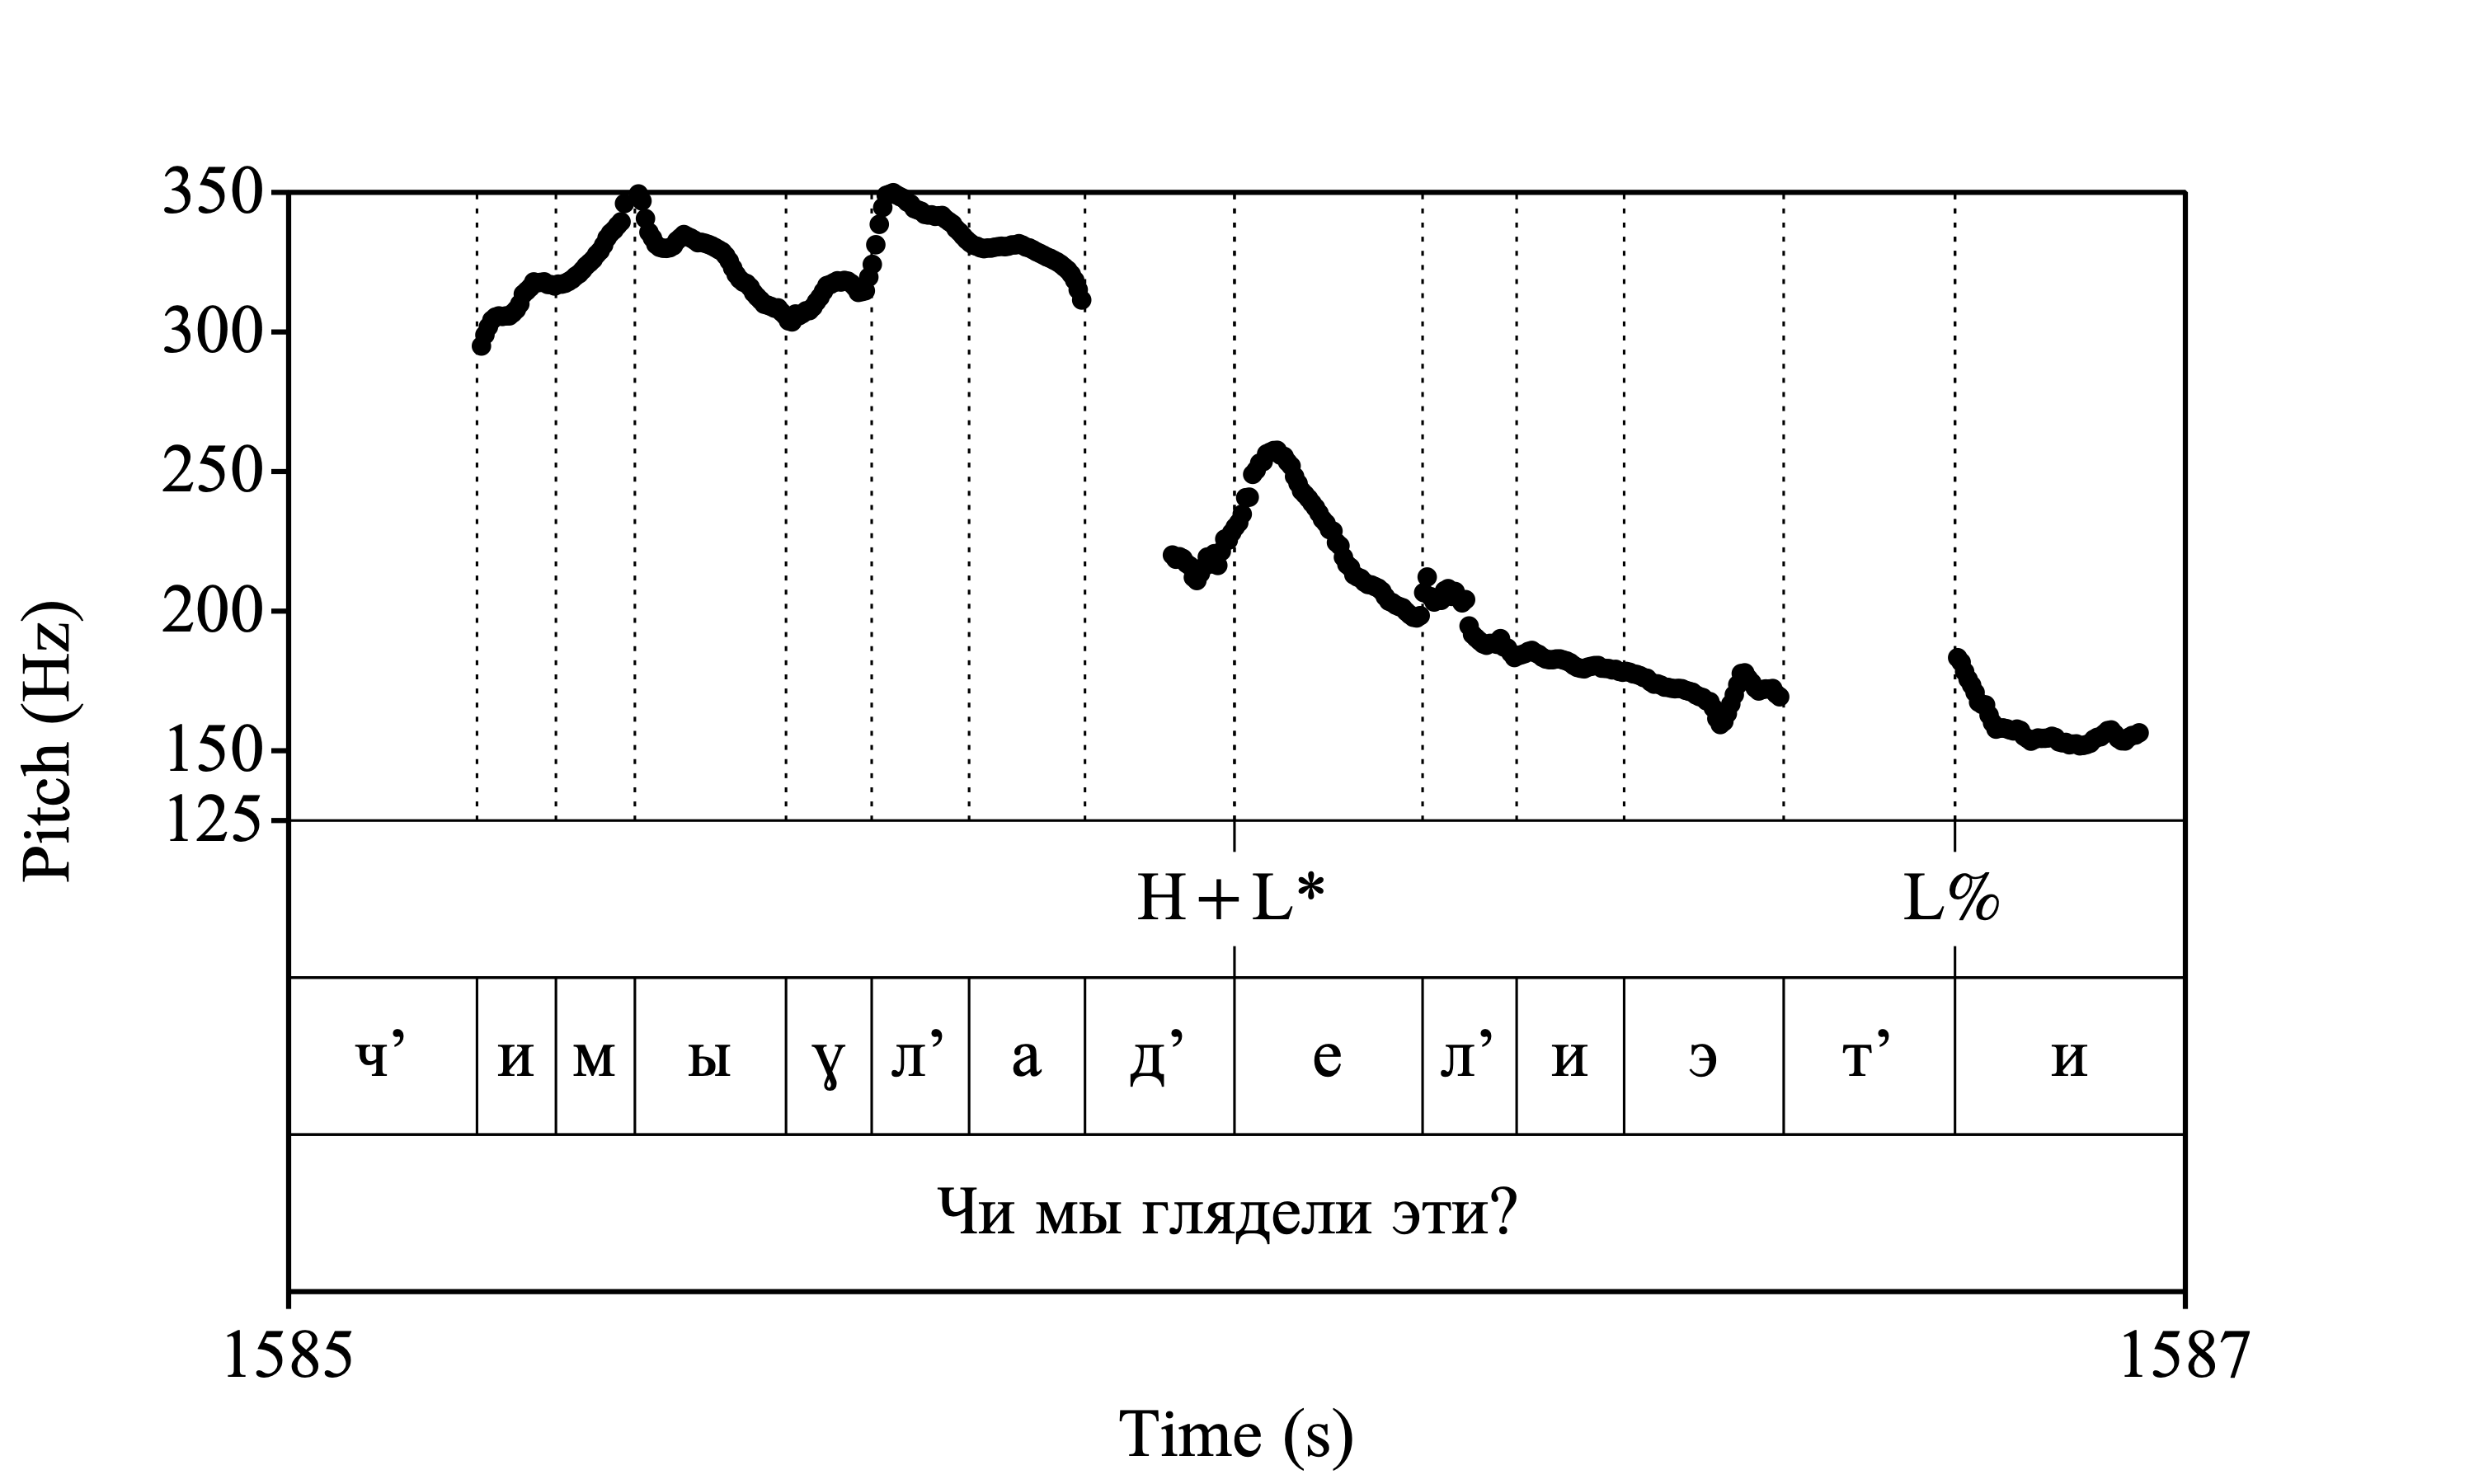 350
300
250
200
150
125
Pitch (Hz)
H+L* L%
ч’ и м ы ɣ л’ а д’ е л’ и э т’ и
Чи мы глядели эти?
1585 1587
Time (s)